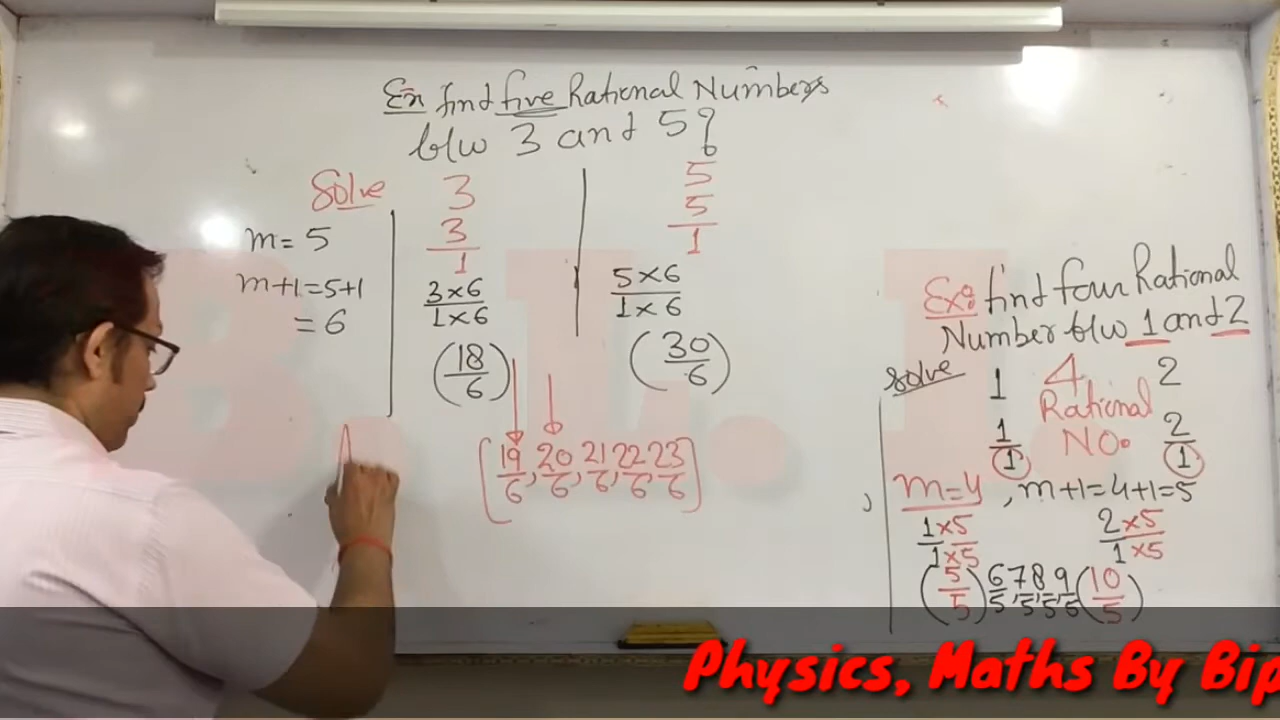 Ex find five Rational Numbers
b/w 3 and 5?
Solve
m= 5
m+1=5+1
= 6
3
3/1
3×6/1×6
(18/6)
5
5/1
5×6/1×6
(30/6)
[19/6, 20/6, 21/6, 22/6, 23/6]
Ex: find four Rational
Number b/w 1 and 2
Solve
1 4 2
Rational
NO.
1/1 2/1
m=4, m+1=4+1=5
1×5/1×5 2×5/1×5
(5/5) 6/5, 7/5, 8/5, 9/5, (10/5)
B. L. I.
Physics, Maths By Bip